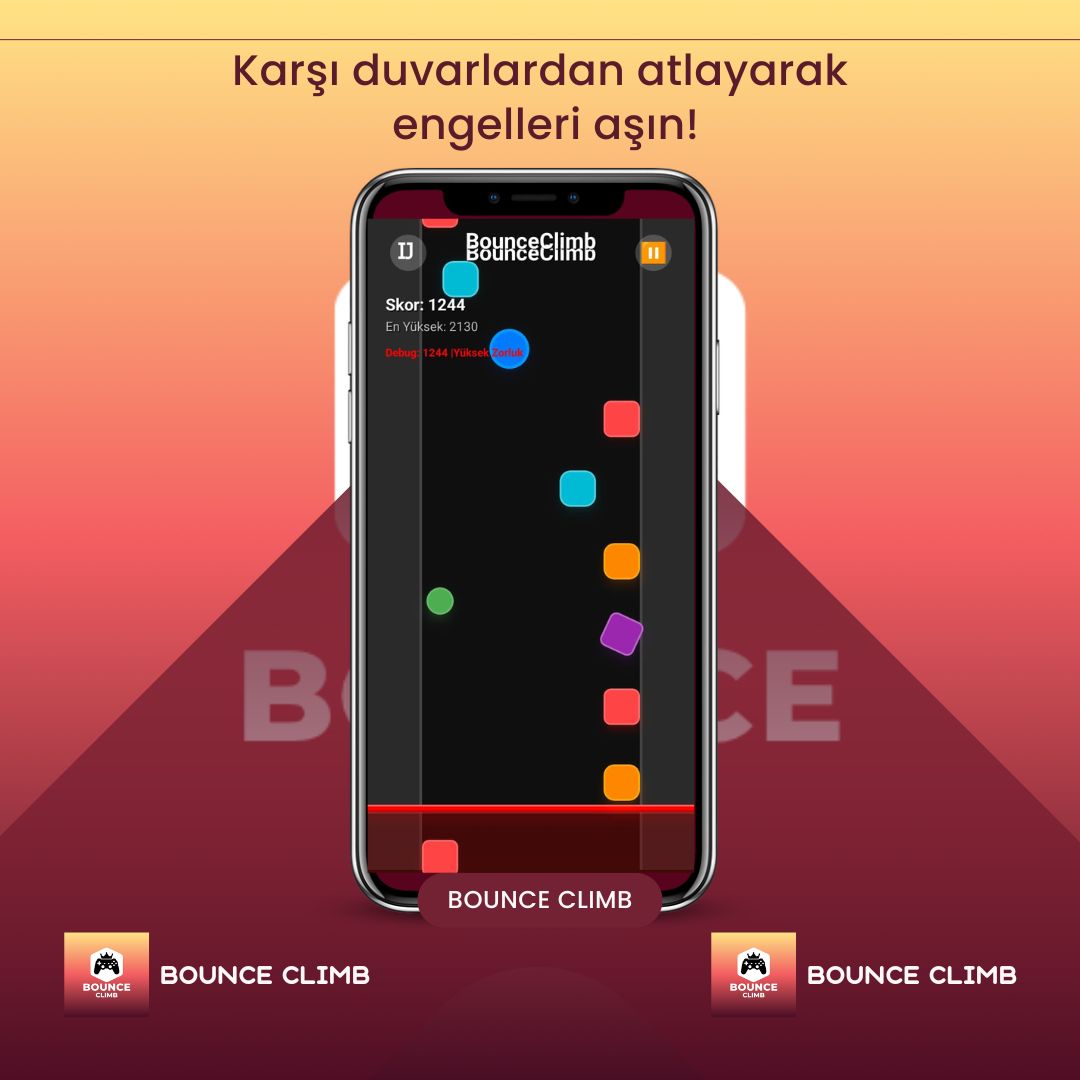 Karşı duvarlardan atlayarak
engelleri aşın!
IJ
BounceClimb
BounceClimb
Skor: 1244
En Yüksek: 2130
Debug: 1244 |Yüksek Zorluk
BOUNCE CLIMB
BOUNCE
CLIMB
BOUNCE CLIMB
BOUNCE
CLIMB
BOUNCE CLIMB